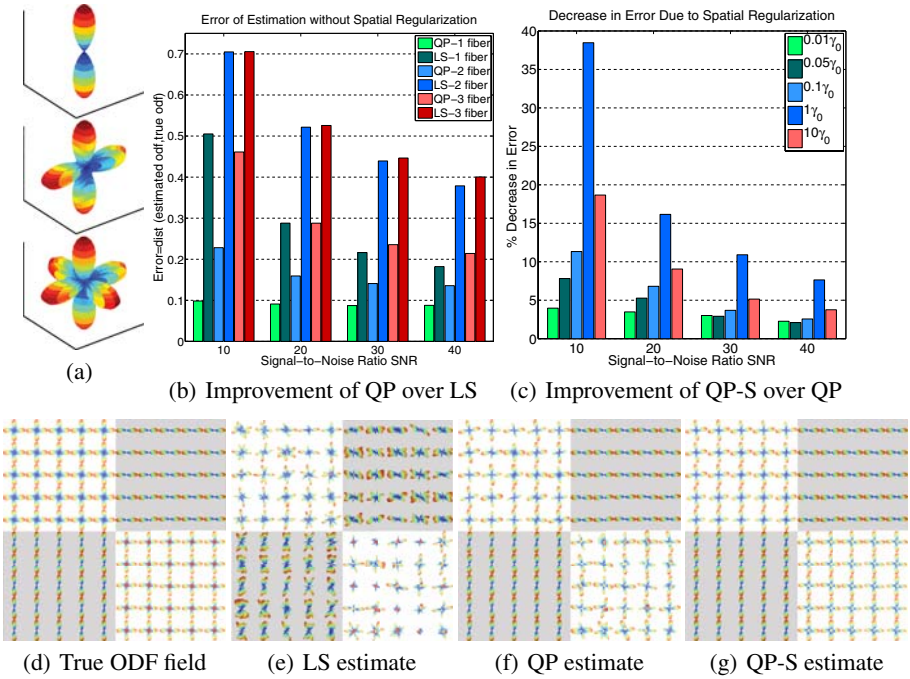 Error of Estimation without Spatial Regularization
Error=dist (estimated odf,true odf)
0.7
0.6
0.5
0.4
0.3
0.2
0.1
0
10 20 30 40
Signal−to−Noise Ratio SNR
QP−1 fiber
LS−1 fiber
QP−2 fiber
LS−2 fiber
QP−3 fiber
LS−3 fiber
Decrease in Error Due to Spatial Regularization
% Decrease in Error
40
35
30
25
20
15
10
5
0
10 20 30 40
Signal−to−Noise Ratio SNR
0.01γ0
0.05γ0
0.1γ0
1γ0
10γ0
(a)
(b) Improvement of QP over LS
(c) Improvement of QP-S over QP
(d) True ODF field
(e) LS estimate
(f) QP estimate
(g) QP-S estimate